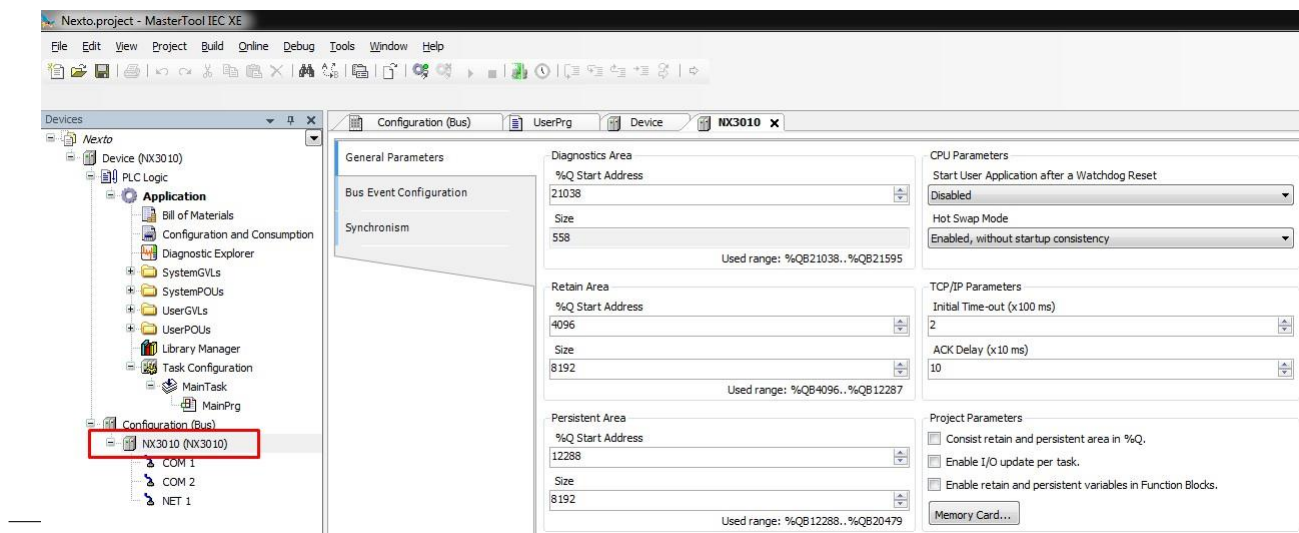 Nexto.project - MasterTool IEC XE
File Edit View Project Build Online Debug Tools Window Help
Devices
Nexto
Device (NX3010)
PLC Logic
Application
Bill of Materials
Configuration and Consumption
Diagnostic Explorer
SystemGVLs
SystemPOUs
UserGVLs
UserPOUs
Library Manager
Task Configuration
MainTask
MainPrg
Configuration (Bus)
NX3010 (NX3010)
COM 1
COM 2
NET 1
Configuration (Bus) UserPrg Device NX3010
General Parameters
Bus Event Configuration
Synchronism
Diagnostics Area
%Q Start Address
21038
Size
558
Used range: %QB21038..%QB21595
Retain Area
%Q Start Address
4096
Size
8192
Used range: %QB4096..%QB12287
Persistent Area
%Q Start Address
12288
Size
8192
Used range: %QB12288..%QB20479
CPU Parameters
Start User Application after a Watchdog Reset
Disabled
Hot Swap Mode
Enabled, without startup consistency
TCP/IP Parameters
Initial Time-out (x100 ms)
2
ACK Delay (x10 ms)
10
Project Parameters
Consist retain and persistent area in %Q.
Enable I/O update per task.
Enable retain and persistent variables in Function Blocks.
Memory Card...